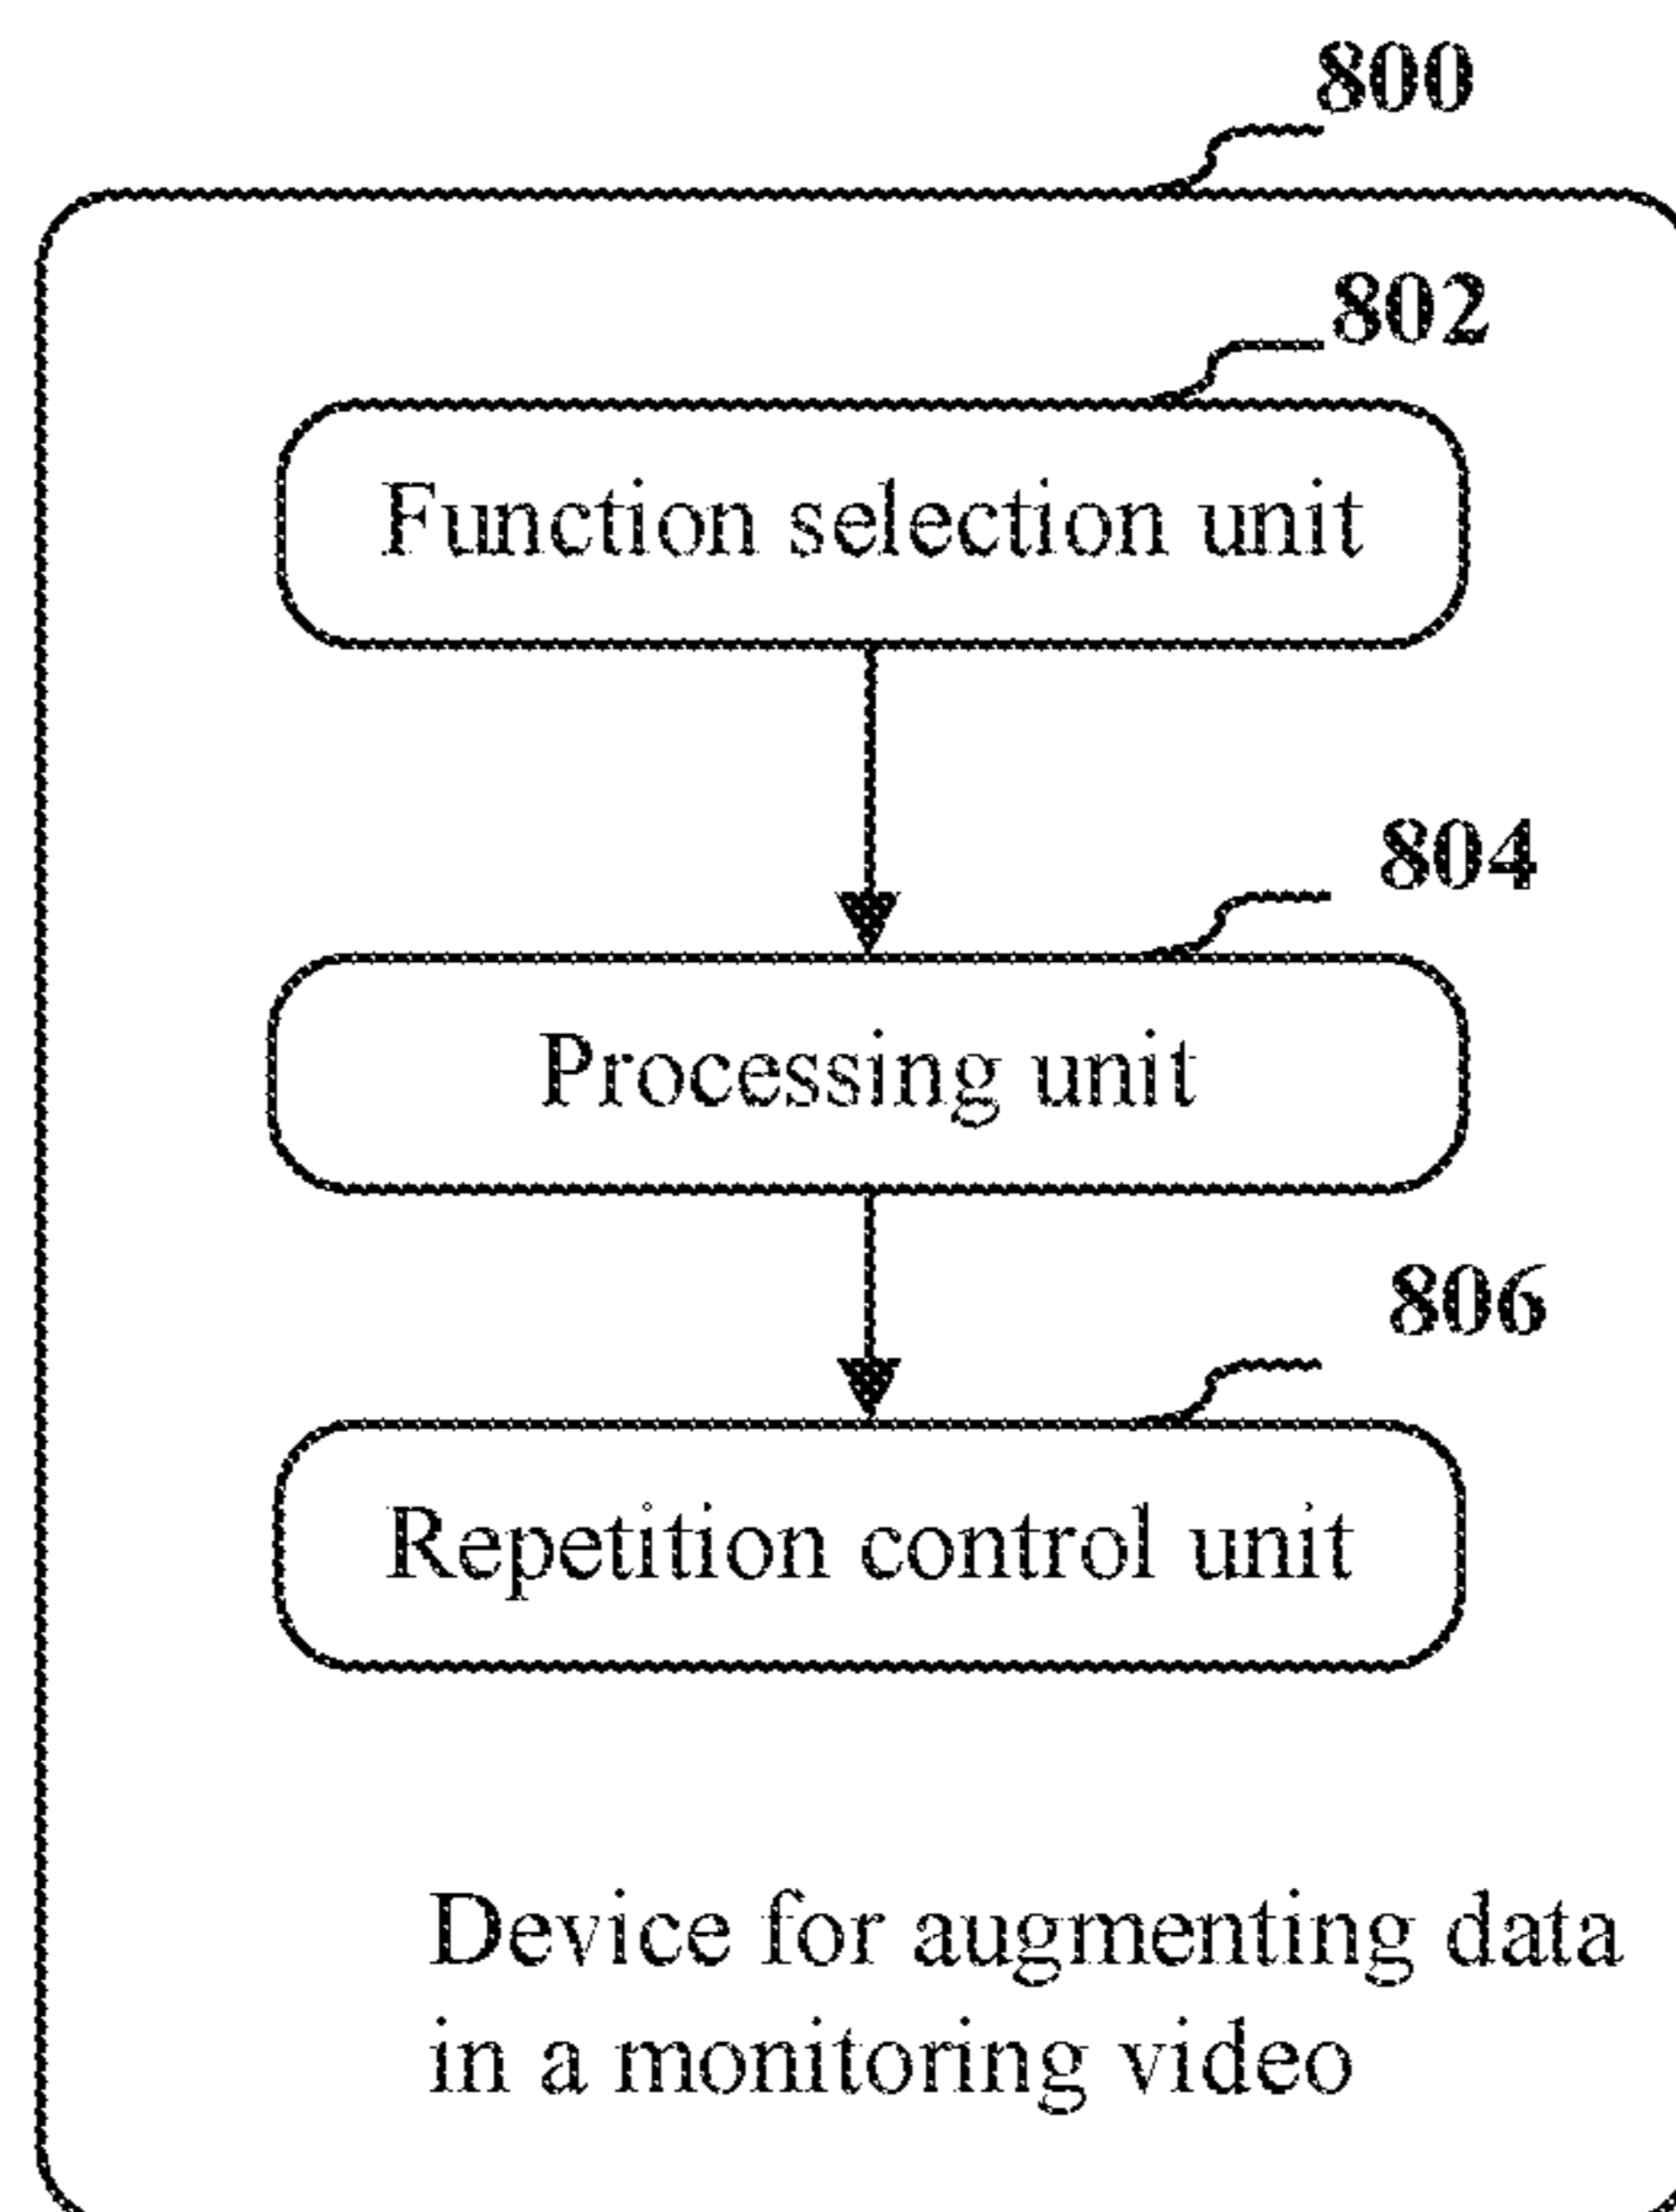 800
802
Function selection unit
804
Processing unit
806
Repetition control unit
Device for augmenting data
in a monitoring video